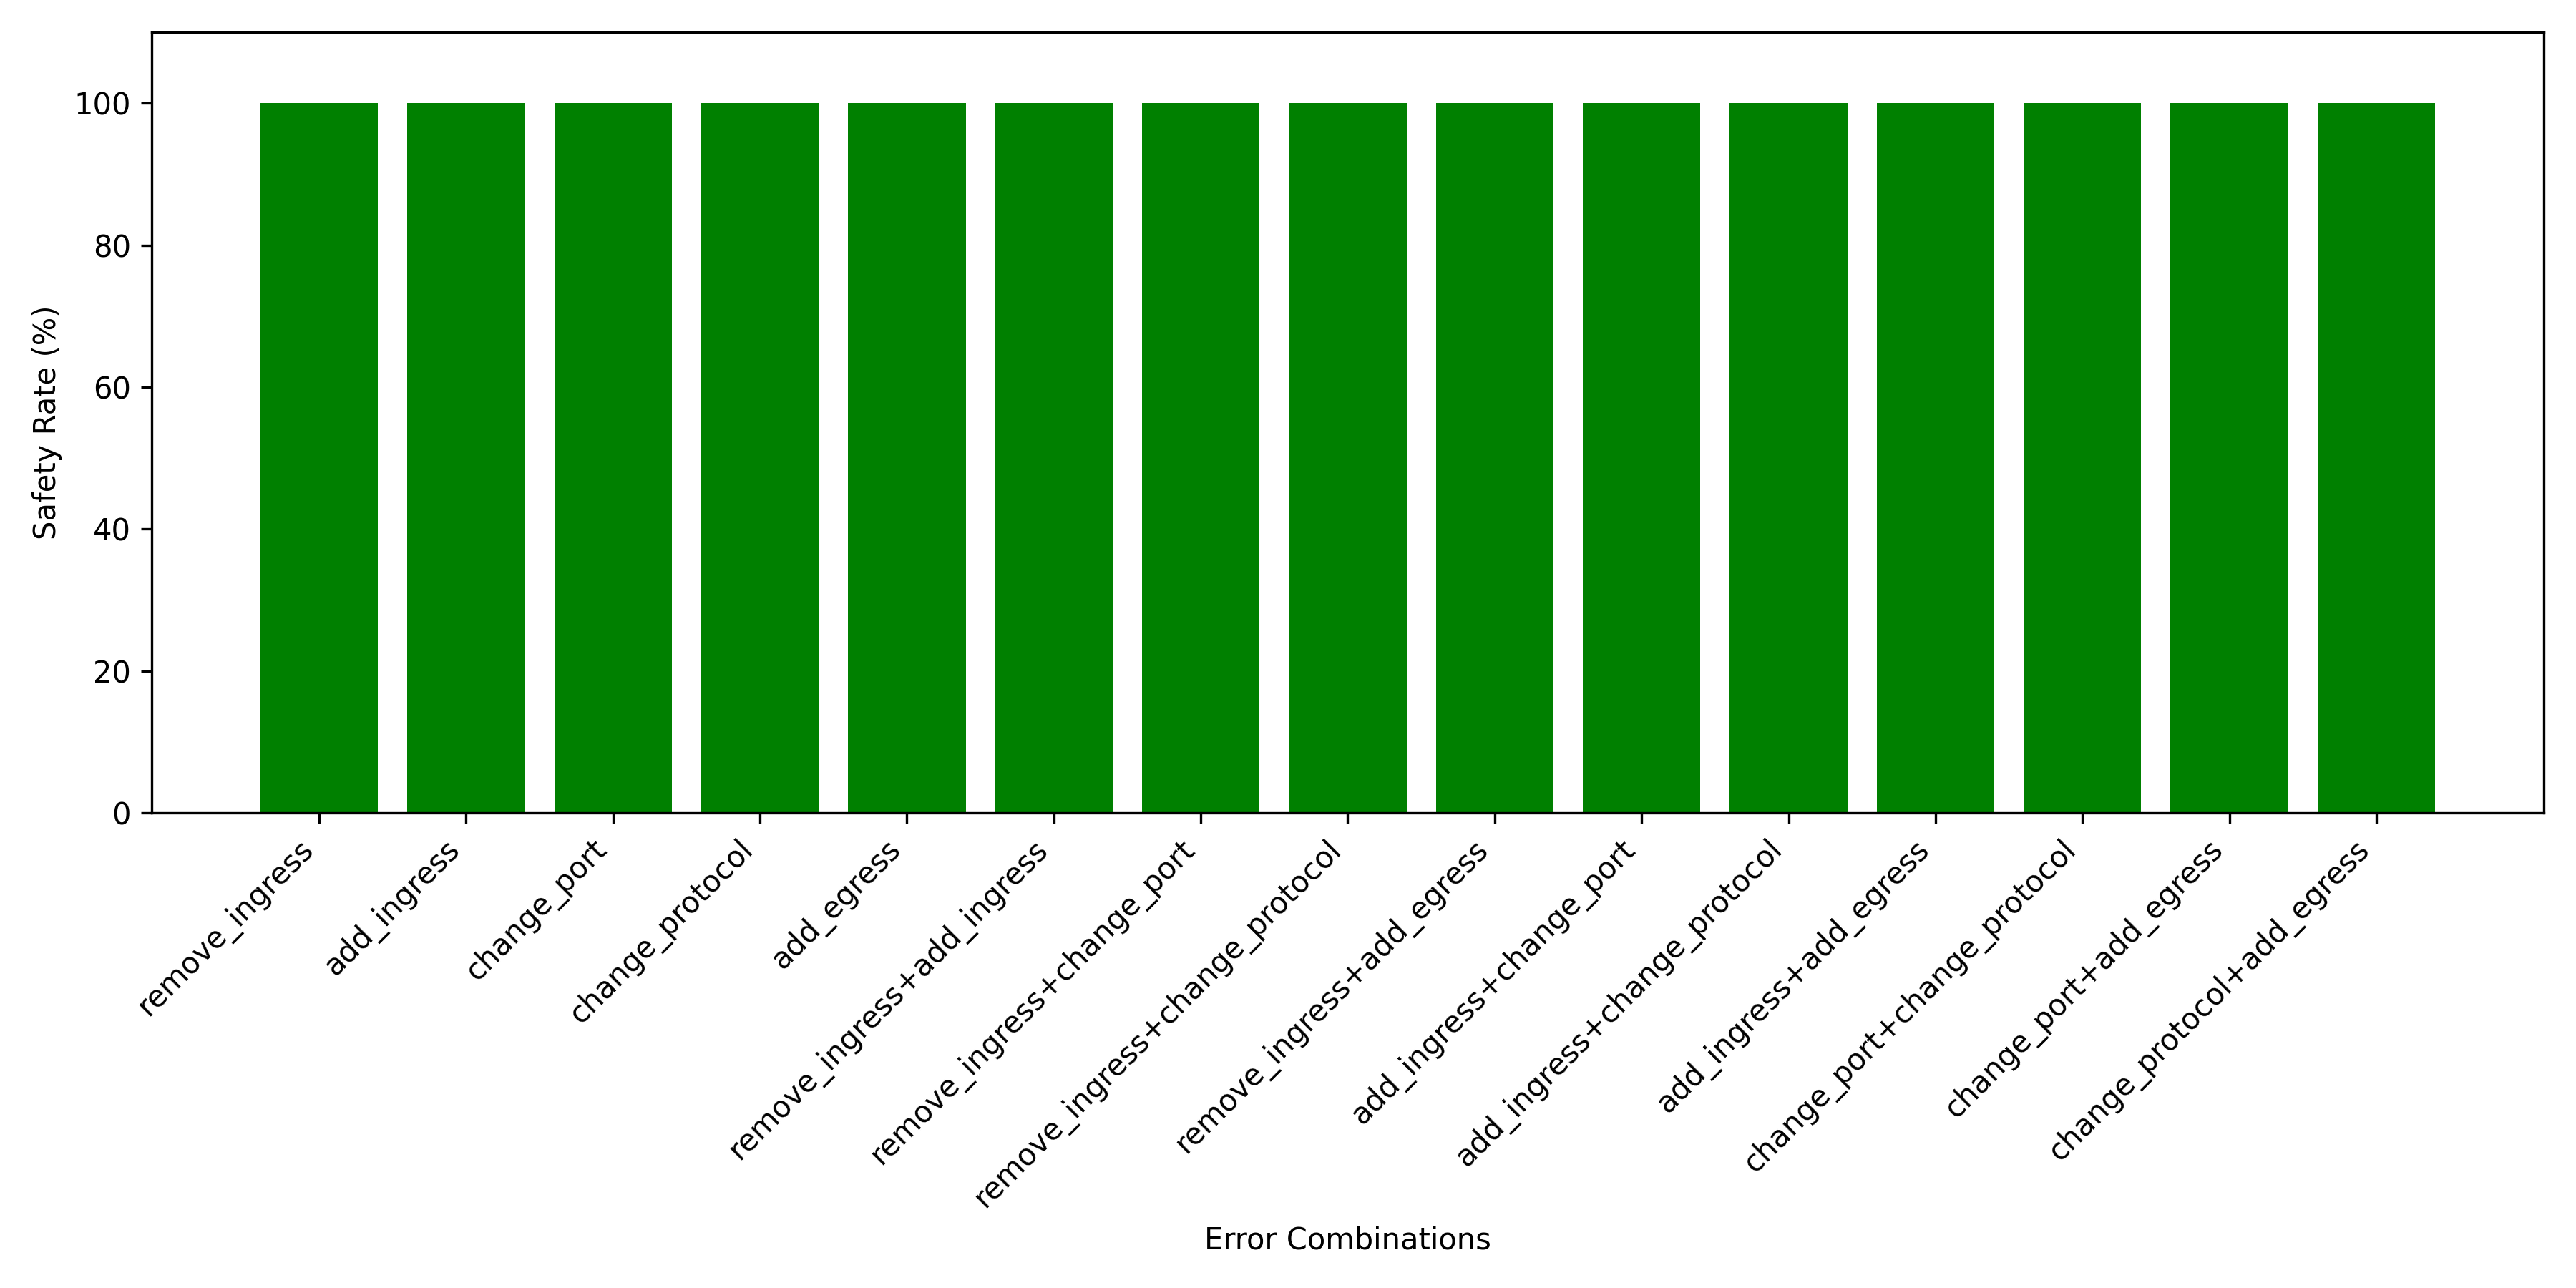 Safety Rate (%)
100
80
60
40
20
0
remove_ingress
add_ingress
change_port
change_protocol
add_egress
remove_ingress+add_ingress
remove_ingress+change_port
remove_ingress+change_protocol
remove_ingress+add_egress
add_ingress+change_port
add_ingress+change_protocol
add_ingress+add_egress
change_port+change_protocol
change_port+add_egress
change_protocol+add_egress
Error Combinations